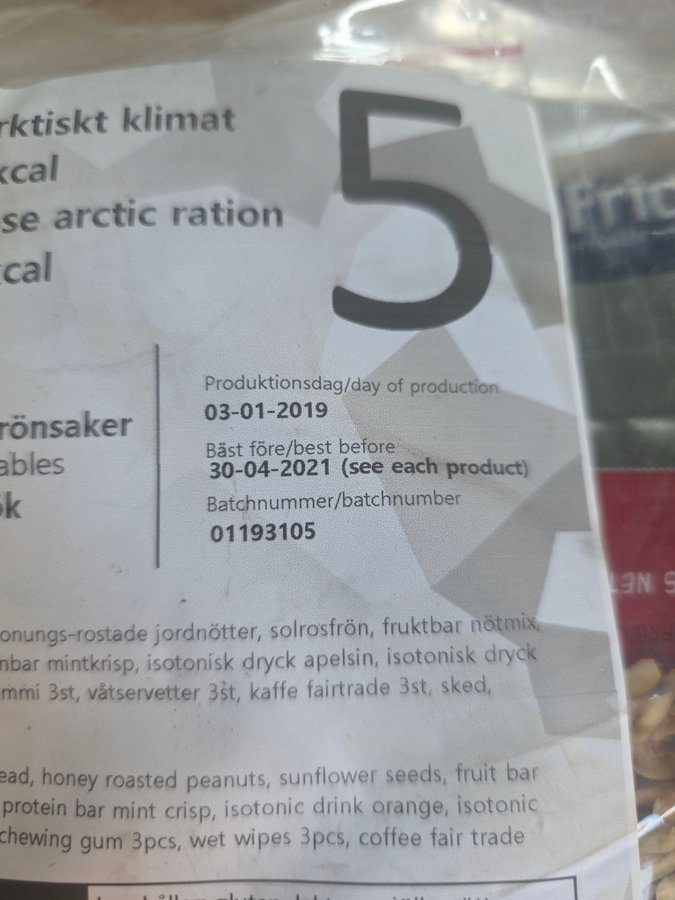 rktiskt klimat
kcal
se arctic ration
cal
5
rönsaker
ables
k
Produktionsdag/day of production
03-01-2019
Bäst före/best before
30-04-2021 (see each product)
Batchnummer/batchnumber
01193105
onungs-rostade jordnötter, solrosfrön, fruktbar nötmix,
nbar mintkrisp, isotonisk dryck apelsin, isotonisk dryck
mmi 3st, våtservetter 3st, kaffe fairtrade 3st, sked,
ead, honey roasted peanuts, sunflower seeds, fruit bar
protein bar mint crisp, isotonic drink orange, isotonic
chewing gum 3pcs, wet wipes 3pcs, coffee fair trade